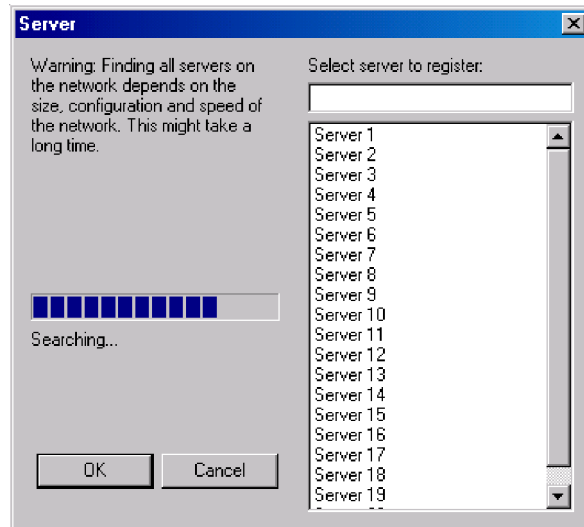 Server
Warning: Finding all servers on
the network depends on the
size, configuration and speed of
the network. This might take a
long time.
Searching...
OK
Cancel
Select server to register:
Server 1
Server 2
Server 3
Server 4
Server 5
Server 6
Server 7
Server 8
Server 9
Server 10
Server 11
Server 12
Server 13
Server 14
Server 15
Server 16
Server 17
Server 18
Server 19